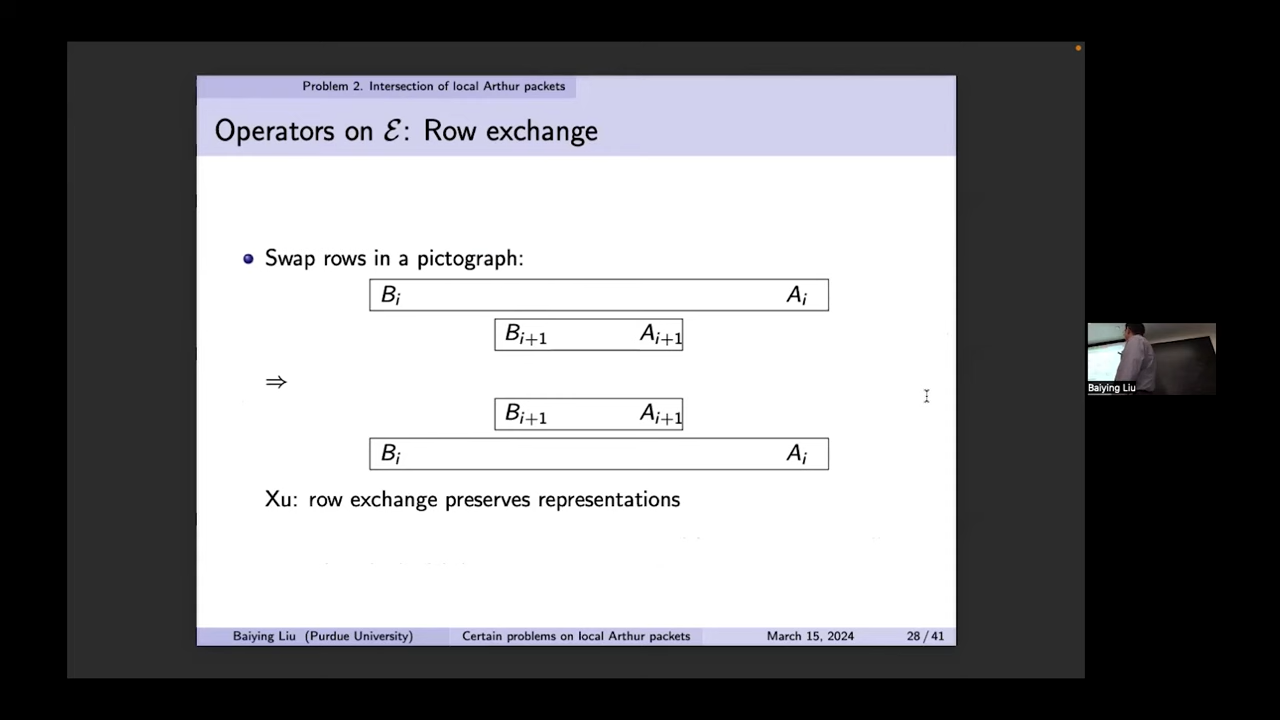 Problem 2. Intersection of local Arthur packets
Operators on ℰ: Row exchange
Swap rows in a pictograph:
B_i A_i
B_{i+1} A_{i+1}
⇒
B_{i+1} A_{i+1}
B_i A_i
Xu: row exchange preserves representations
Baiying Liu (Purdue University) Certain problems on local Arthur packets March 15, 2024 28 / 41
Baiying Liu